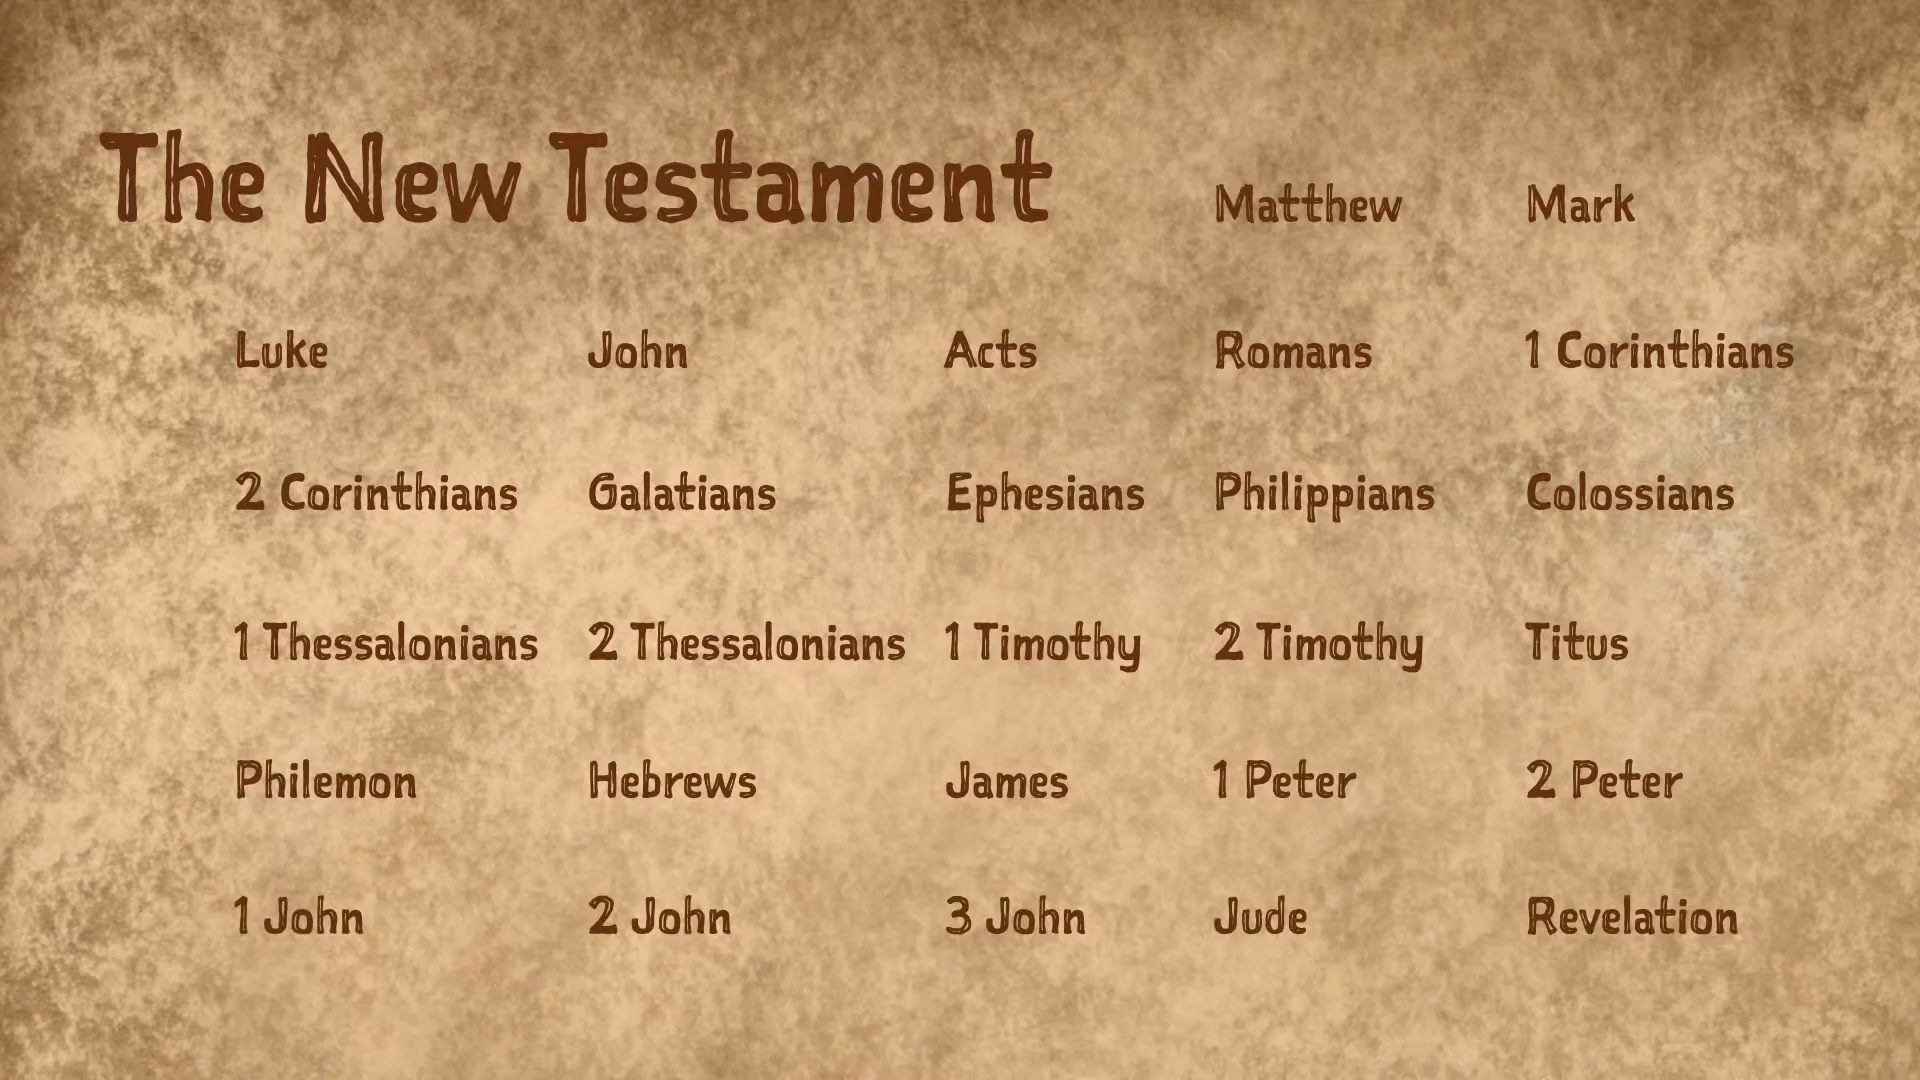 The New Testament Matthew Mark
Luke John Acts Romans 1 Corinthians
2 Corinthians Galatians Ephesians Philippians Colossians
1 Thessalonians 2 Thessalonians 1 Timothy 2 Timothy Titus
Philemon Hebrews James 1 Peter 2 Peter
1 John 2 John 3 John Jude Revelation